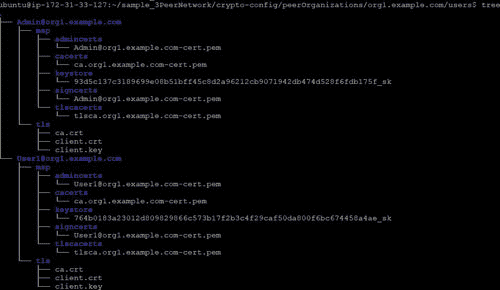 ubuntu@ip-172-31-33-127:~/sample_3PeerNetwork/crypto-config/peerOrganizations/org1.example.com/users$ tree
.
├── Admin@org1.example.com
│   ├── msp
│   │   ├── admincerts
│   │   │   └── Admin@org1.example.com-cert.pem
│   │   ├── cacerts
│   │   │   └── ca.org1.example.com-cert.pem
│   │   ├── keystore
│   │   │   └── 93d5c137c3189699e08b51bff45c8d2a96212cb9071942db474d528f6fdb175f_sk
│   │   ├── signcerts
│   │   │   └── Admin@org1.example.com-cert.pem
│   │   └── tlscacerts
│   │       └── tlsca.org1.example.com-cert.pem
│   └── tls
│       ├── ca.crt
│       ├── client.crt
│       └── client.key
└── User1@org1.example.com
    ├── msp
    │   ├── admincerts
    │   │   └── User1@org1.example.com-cert.pem
    │   ├── cacerts
    │   │   └── ca.org1.example.com-cert.pem
    │   ├── keystore
    │   │   └── 764b0183a23012d809829866c573b17f2b3c4f29caf50da800f6bc674458a4ae_sk
    │   ├── signcerts
    │   │   └── User1@org1.example.com-cert.pem
    │   └── tlscacerts
    │       └── tlsca.org1.example.com-cert.pem
    └── tls
        ├── ca.crt
        ├── client.crt
        └── client.key